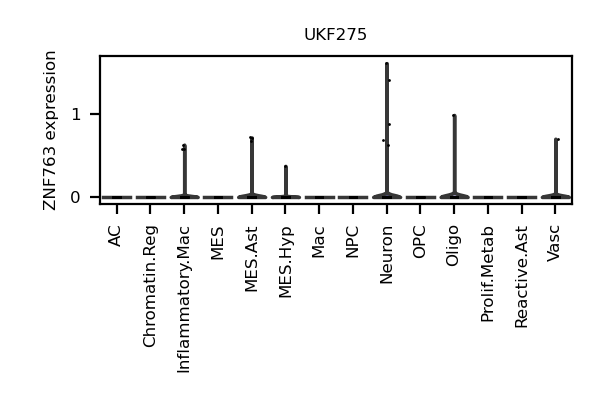 UKF275
ZNF763 expression
1
0
AC
Chromatin.Reg
Inflammatory.Mac
MES
MES.Ast
MES.Hyp
Mac
NPC
Neuron
OPC
Oligo
Prolif.Metab
Reactive.Ast
Vasc